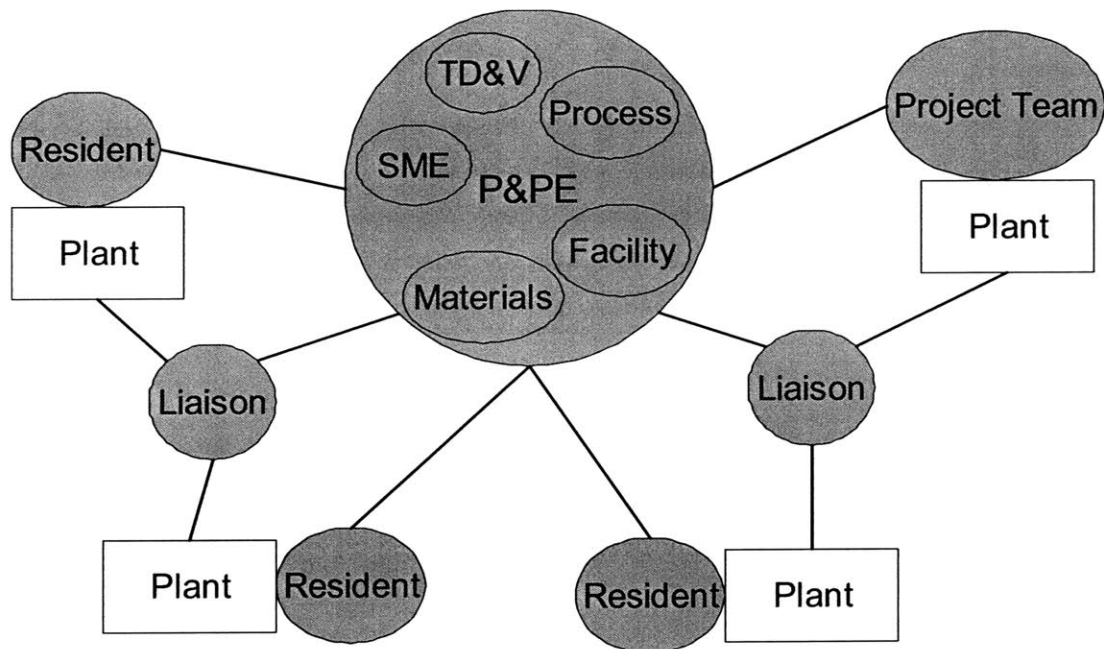 TD&V
Process
Project Team
Resident
SME
P&PE
Plant
Plant
Facility
Materials
Liaison
Liaison
Plant
Resident
Resident
Plant